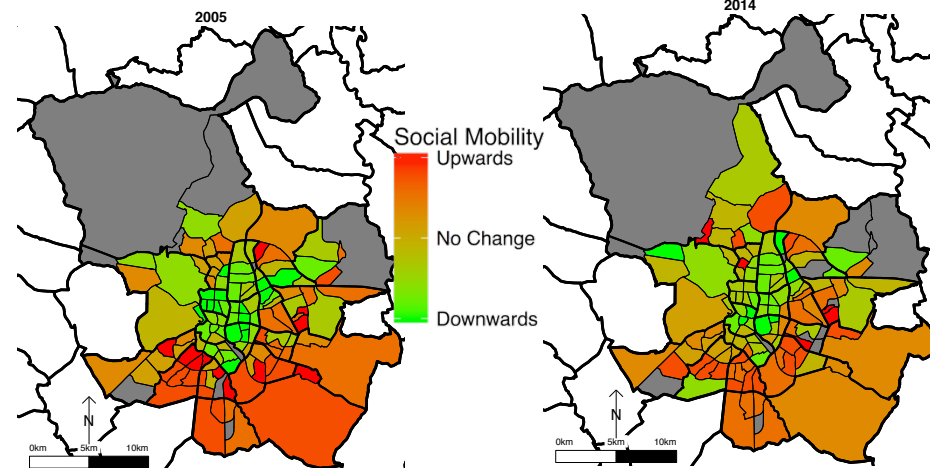 2005
2014
Social Mobility
Upwards
No Change
Downwards
N
0km 5km 10km
N
0km 5km 10km